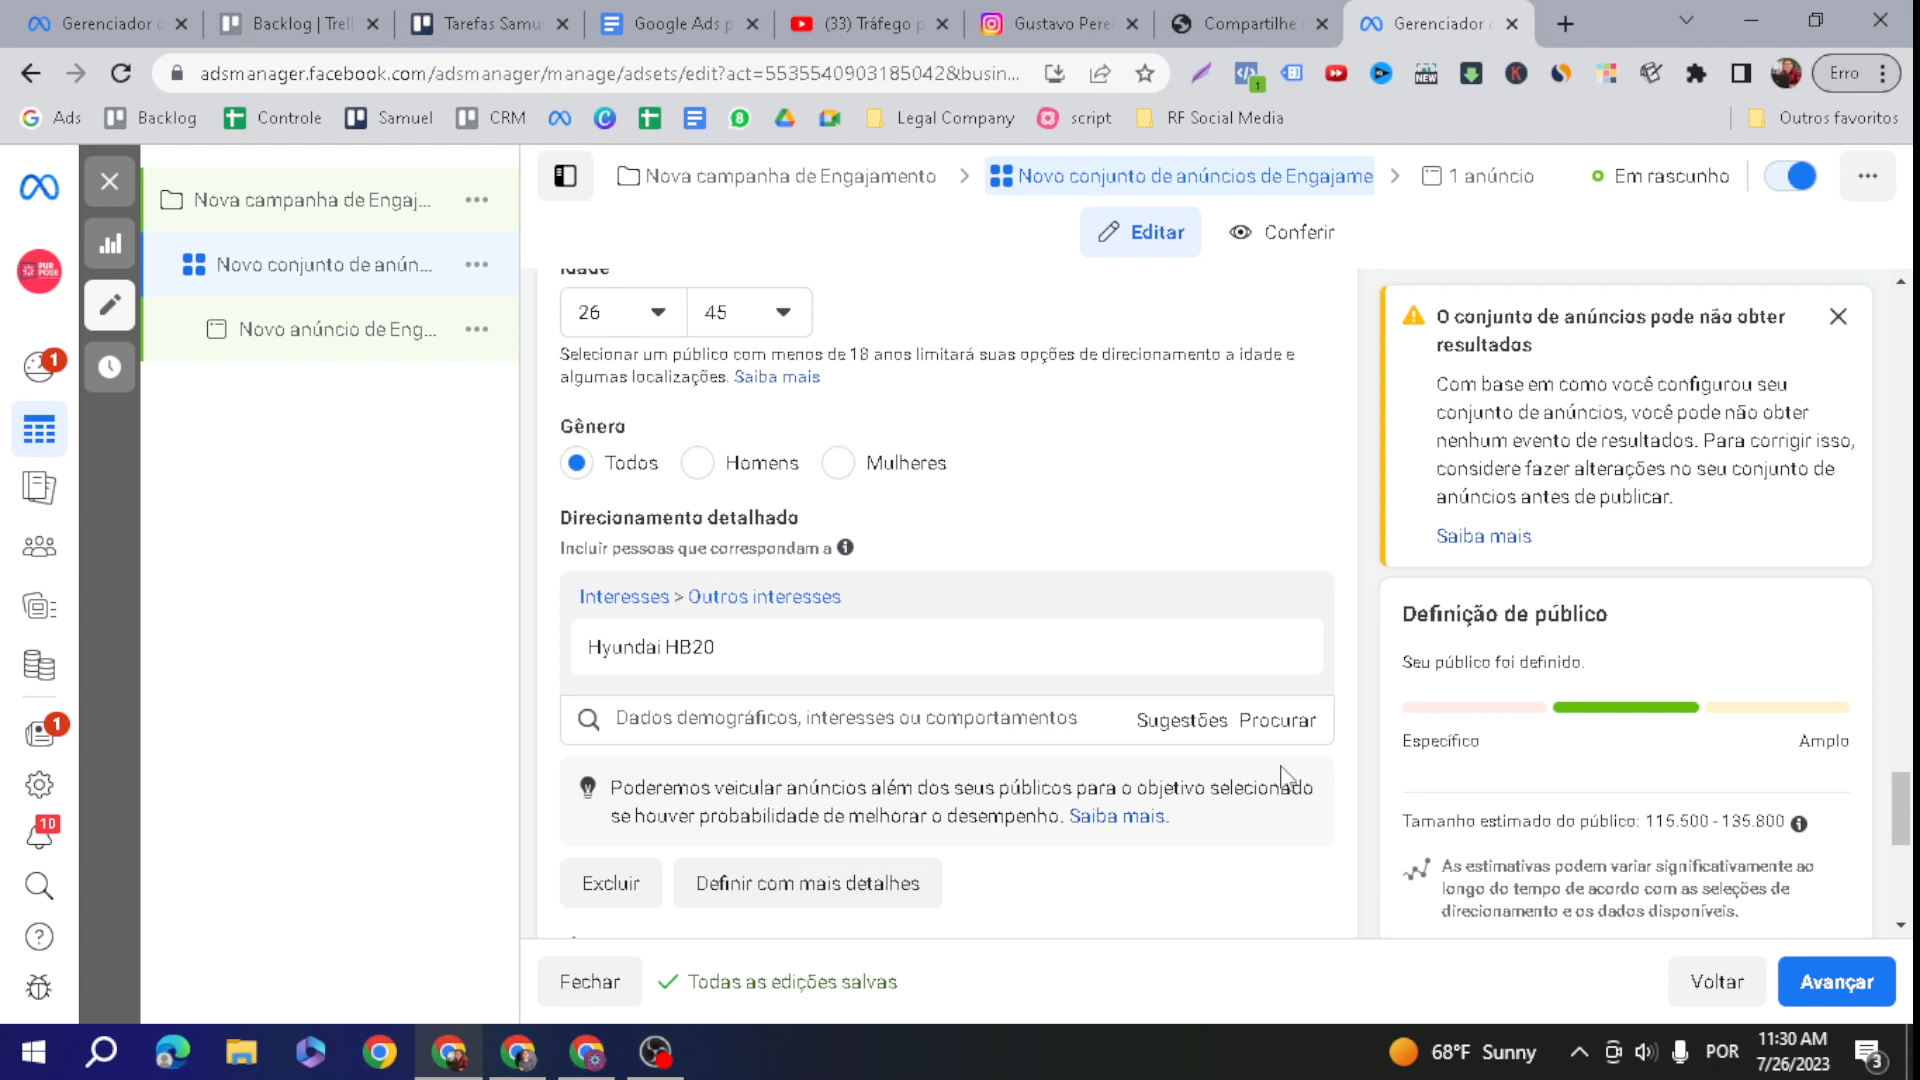 Gerenciador
Backlog | Trell
Tarefas Samu
Google Ads p
(33) Tráfego p
Gustavo Pere
Compartilhe
Gerenciador
adsmanager.facebook.com/adsmanager/manage/adsets/edit?act=5535540903185042&busin...
NEW
1
Erro
Ads
Backlog
Controle
Samuel
CRM
8
Legal Company
script
RF Social Media
Outros favoritos
Nova campanha de Engaj...
Novo conjunto de anún...
Novo anúncio de Eng...
Nova campanha de Engajamento
Novo conjunto de anúncios de Engajame
1 anúncio
Em rascunho
Editar
Conferir
PUR
POSE
1
1
10
Idade
26
45
Selecionar um público com menos de 18 anos limitará suas opções de direcionamento a idade e
algumas localizações. Saiba mais
Gênero
Todos
Homens
Mulheres
Direcionamento detalhado
Incluir pessoas que correspondam a
Interesses > Outros interesses
Hyundai HB20
Dados demográficos, interesses ou comportamentos
Sugestões
Procurar
Poderemos veicular anúncios além dos seus públicos para o objetivo selecionado
se houver probabilidade de melhorar o desempenho. Saiba mais.
Excluir
Definir com mais detalhes
O conjunto de anúncios pode não obter
resultados
Com base em como você configurou seu
conjunto de anúncios, você pode não obter
nenhum evento de resultados. Para corrigir isso,
considere fazer alterações no seu conjunto de
anúncios antes de publicar.
Saiba mais
Definição de público
Seu público foi definido.
Específico
Amplo
Tamanho estimado do público: 115.500 - 135.800
As estimativas podem variar significativamente ao
longo do tempo de acordo com as seleções de
direcionamento e os dados disponíveis.
Fechar
Todas as edições salvas
Voltar
Avançar
68°F Sunny
POR
11:30 AM
7/26/2023
3